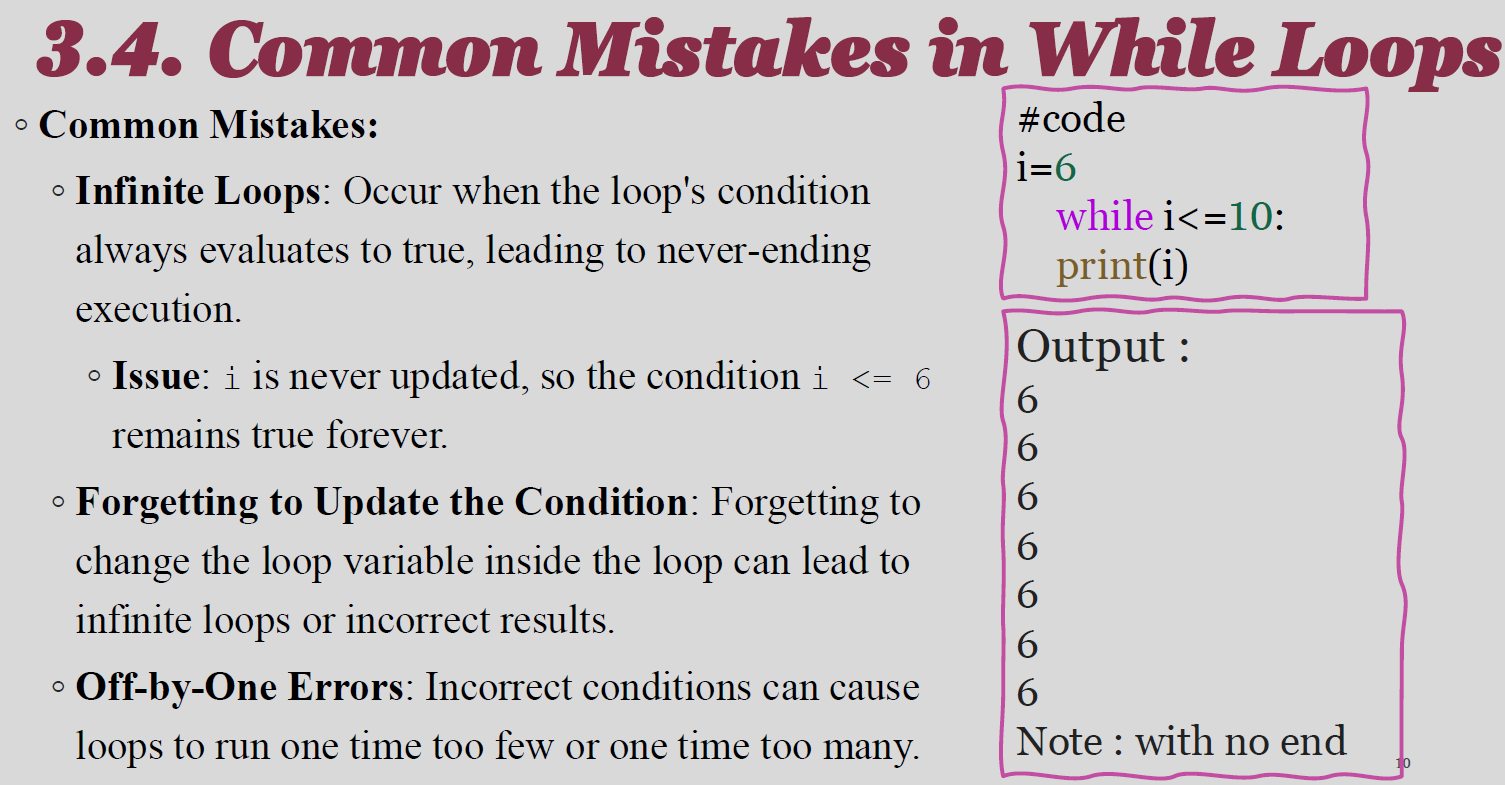 3.4. Common Mistakes in While Loops
◦ Common Mistakes:
◦ Infinite Loops: Occur when the loop's condition
always evaluates to true, leading to never-ending
execution.
◦ Issue: i is never updated, so the condition i <= 6
remains true forever.
◦ Forgetting to Update the Condition: Forgetting to
change the loop variable inside the loop can lead to
infinite loops or incorrect results.
◦ Off-by-One Errors: Incorrect conditions can cause
loops to run one time too few or one time too many.
#code
i=6
while i<=10:
print(i)
Output :
6
6
6
6
6
6
6
Note : with no end
10